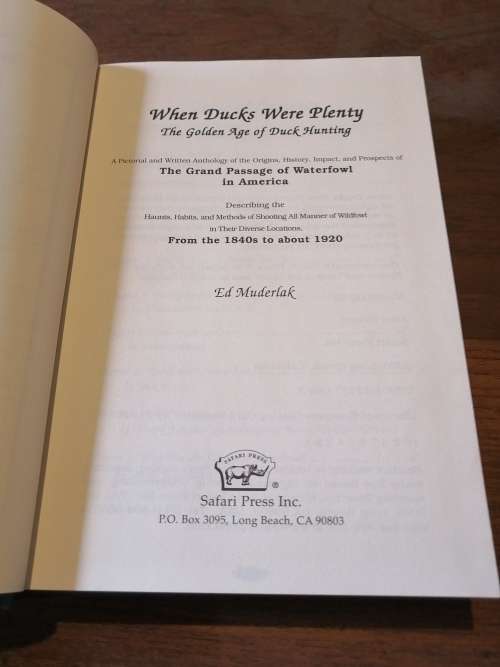 When Ducks Were Plenty
The Golden Age of Duck Hunting
A Pictorial and Written Anthology of the Origins, History, Impact, and Prospects of
The Grand Passage of Waterfowl
in America
Describing the
Haunts, Habits, and Methods of Shooting All Manner of Wildfowl
in Their Diverse Locations,
From the 1840s to about 1920
Ed Muderlak
SAFARI PRESS
®
Safari Press Inc.
P.O. Box 3095, Long Beach, CA 90803